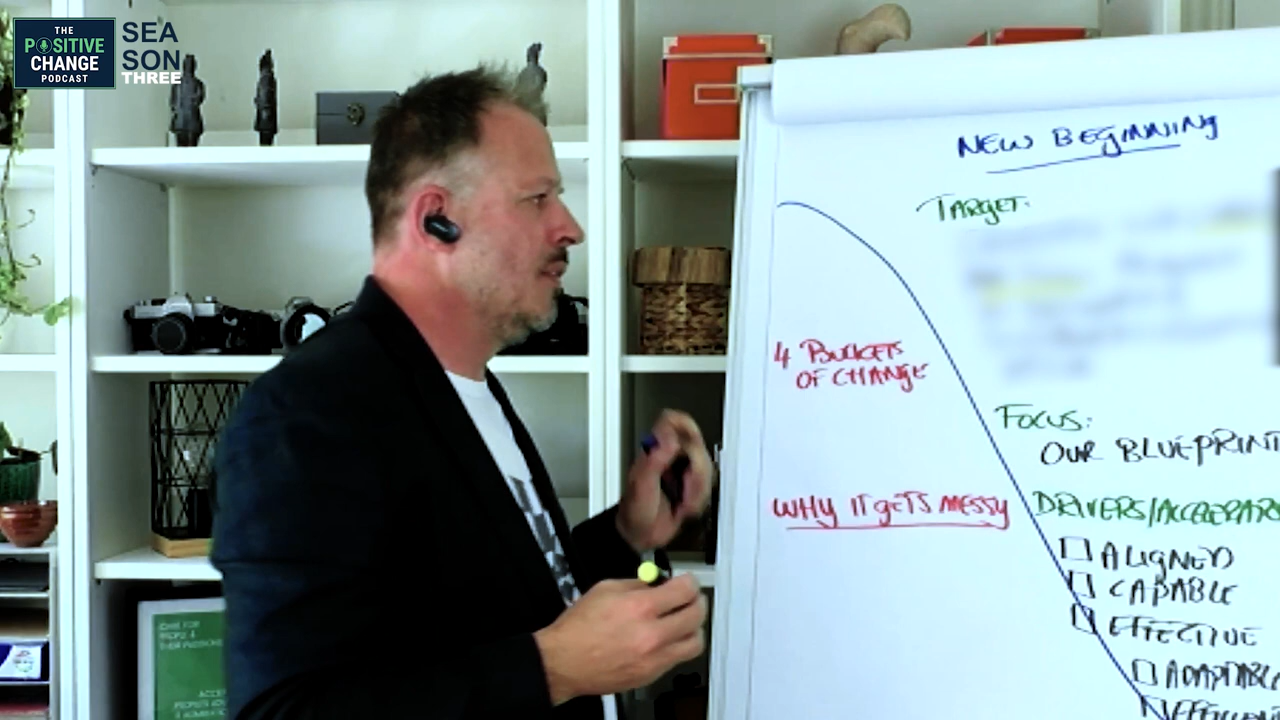 THE
POSITIVE
CHANGE
PODCAST
SEA
SON
THREE
NEW BEGINNING
TARGET:
4 BUCKETS
OF CHANGE
FOCUS:
OUR BLUEPRINT
WHY IT GETS MESSY
DRIVERS/ACCELERATO
ALIGNED
CAPABLE
EFFECTIVE
ADAPTABLE